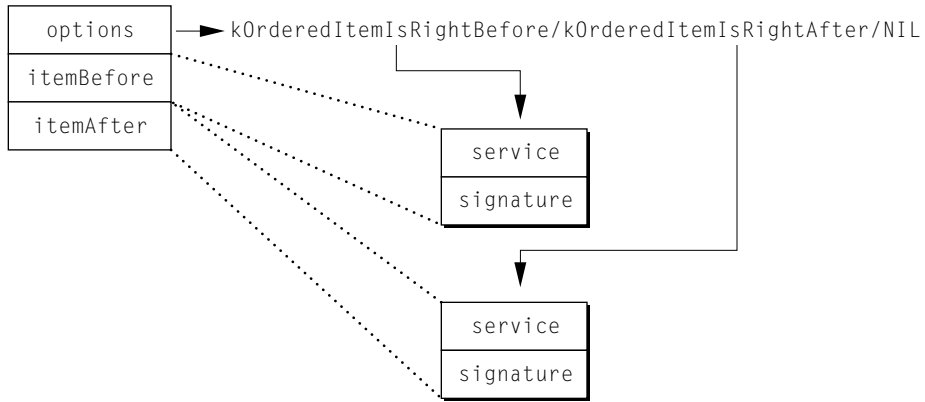 options kOrderedItemIsRightBefore/kOrderedItemIsRightAfter/NIL
itemBefore
itemAfter
service
signature
service
signature